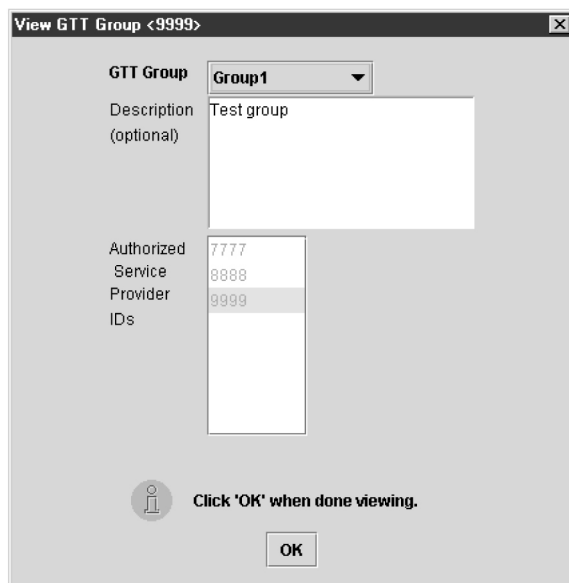 View GTT Group <9999>
GTT Group Group1
Description Test group
(optional)
Authorized 7777
Service 8888
Provider 9999
IDs
Click 'OK' when done viewing.
OK